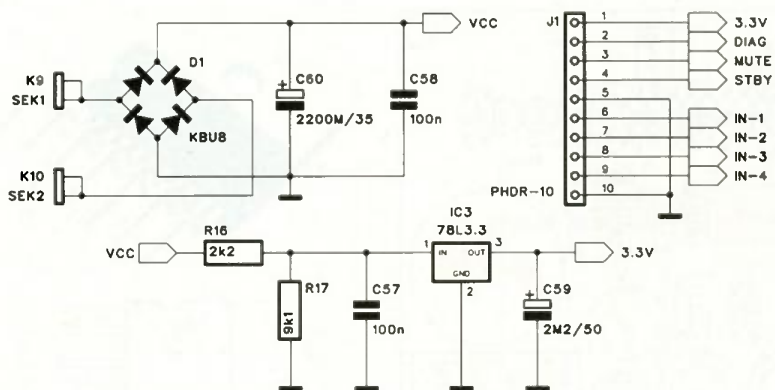 VCC
K9
SEK1
D1
KBU8
C60
2200M/35
C58
100n
K10
SEK2
J1
1 3.3V
2 DIAG
3 MUTE
4 STBY
5
6 IN-1
7 IN-2
8 IN-3
9 IN-4
10
PHDR-10
VCC
R16
2k2
R17
9k1
C57
100n
IC3
78L3.3
1 IN OUT 3
GND
2
3.3V
C59
2M2/50
+
+